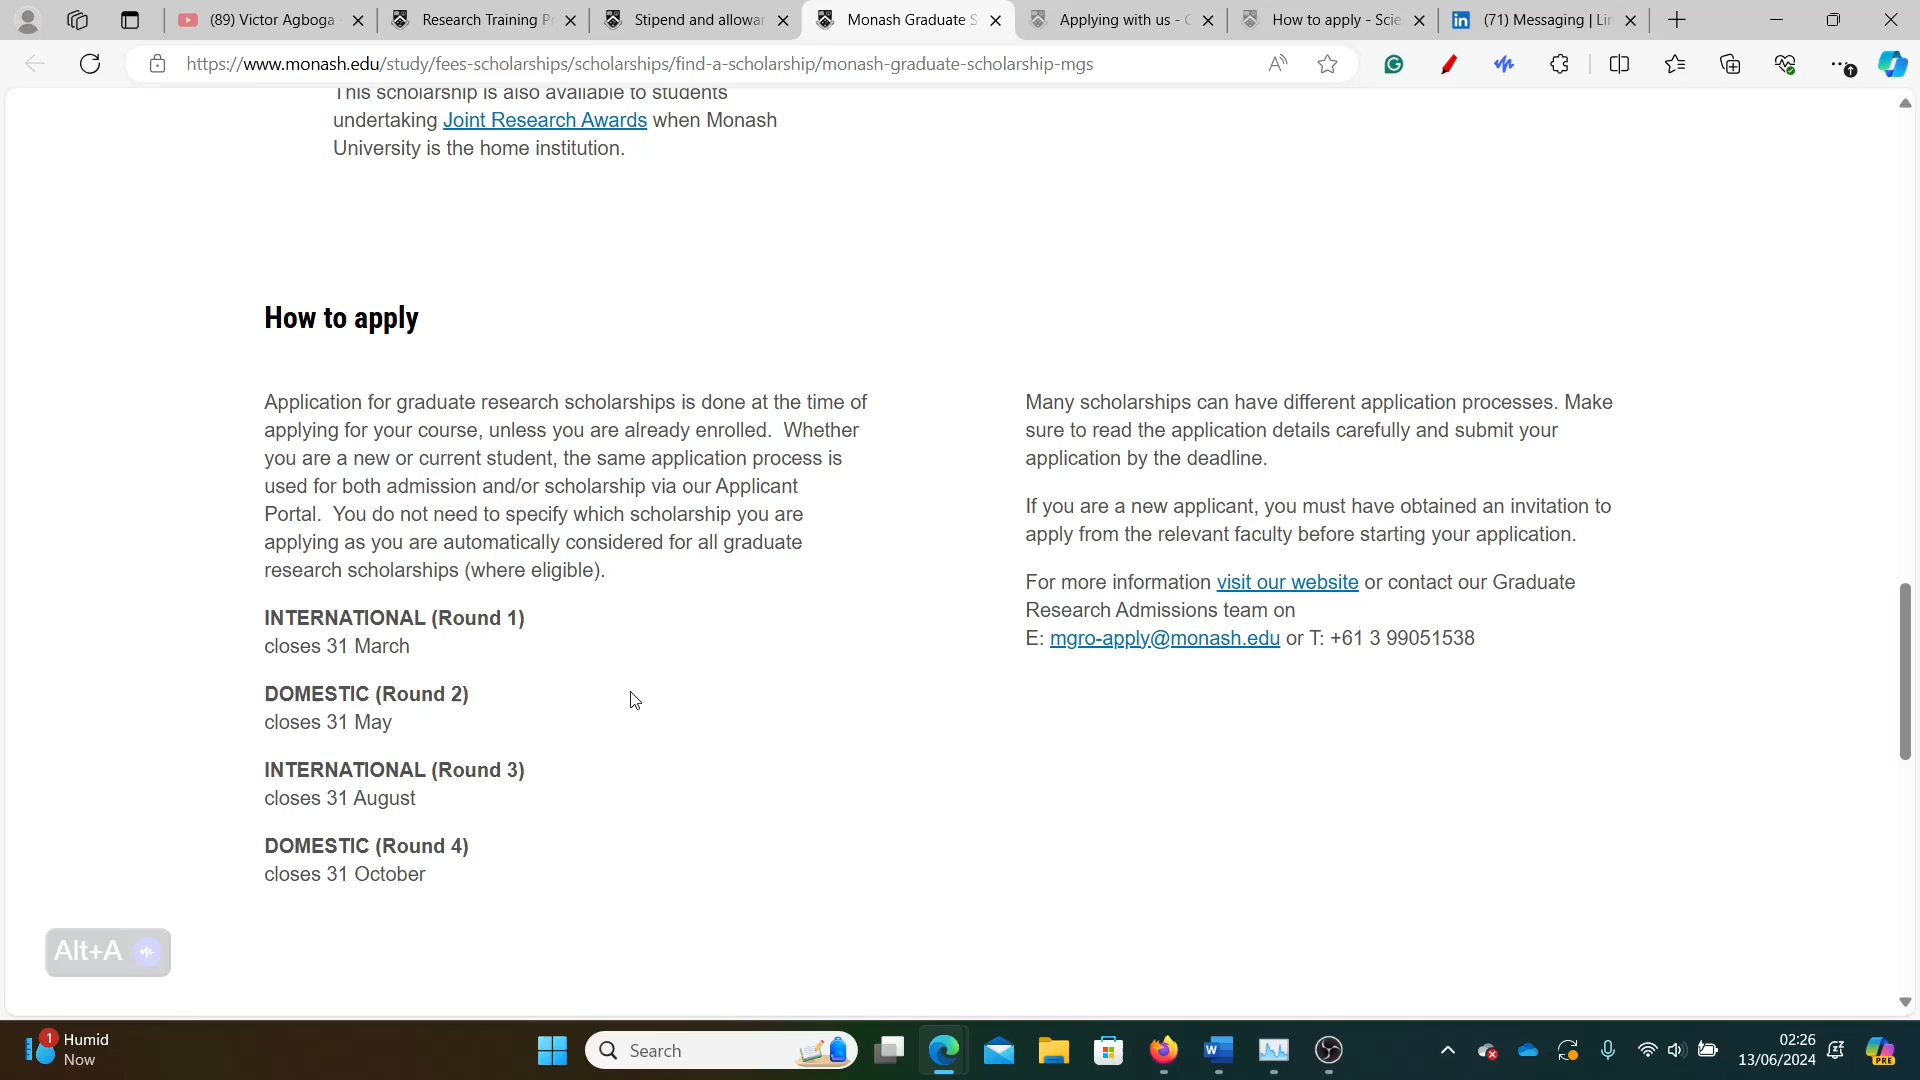 (89) Victor Agboga
Research Training P
Stipend and allowar
Monash Graduate S
Applying with us - G
How to apply - Scie
(71) Messaging | Lin
https://www.monash.edu/study/fees-scholarships/scholarships/find-a-scholarship/monash-graduate-scholarship-mgs
This scholarship is also available to students
undertaking Joint Research Awards when Monash
University is the home institution.
How to apply
Application for graduate research scholarships is done at the time of
applying for your course, unless you are already enrolled. Whether
you are a new or current student, the same application process is
used for both admission and/or scholarship via our Applicant
Portal. You do not need to specify which scholarship you are
applying as you are automatically considered for all graduate
research scholarships (where eligible).
INTERNATIONAL (Round 1)
closes 31 March
DOMESTIC (Round 2)
closes 31 May
INTERNATIONAL (Round 3)
closes 31 August
DOMESTIC (Round 4)
closes 31 October
Many scholarships can have different application processes. Make
sure to read the application details carefully and submit your
application by the deadline.
If you are a new applicant, you must have obtained an invitation to
apply from the relevant faculty before starting your application.
For more information visit our website or contact our Graduate
Research Admissions team on
E: mgro-apply@monash.edu or T: +61 3 99051538
Alt+A
1
Humid
Now
Search
02:26
13/06/2024
PRE